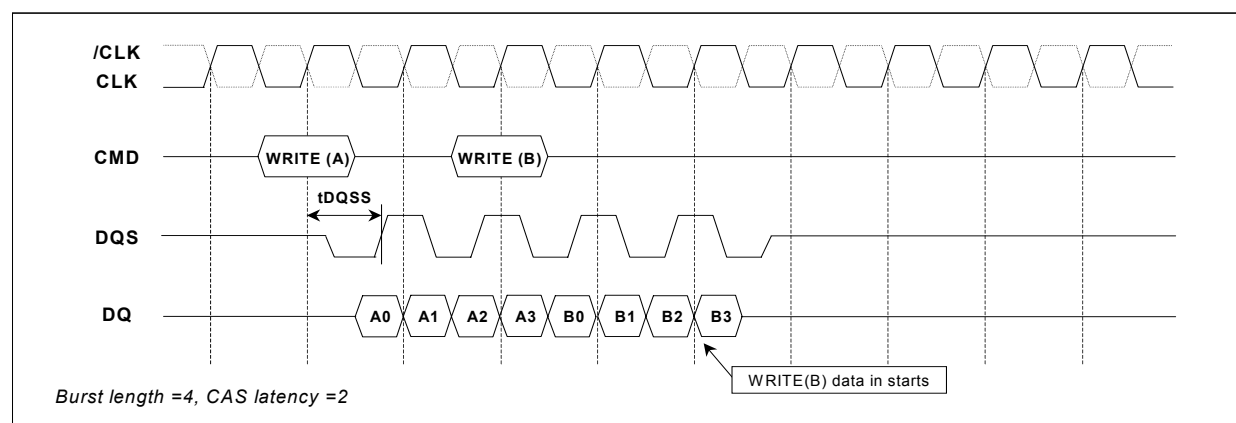 /CLK
CLK
CMD
WRITE (A)
WRITE (B)
tDQSS
DQS
DQ
A0 A1 A2 A3 B0 B1 B2 B3
WRITE(B) data in starts
Burst length =4, CAS latency =2